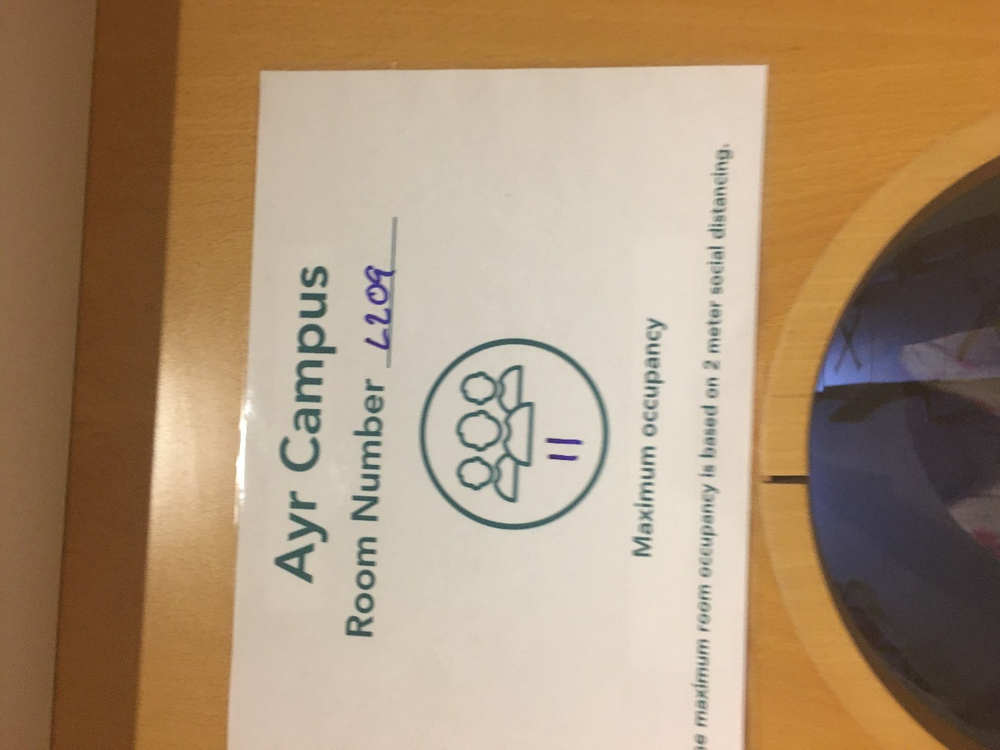 Ayr Campus
Room Number L209
11
Maximum occupancy
maximum room occupancy is based on 2 meter social distancing.